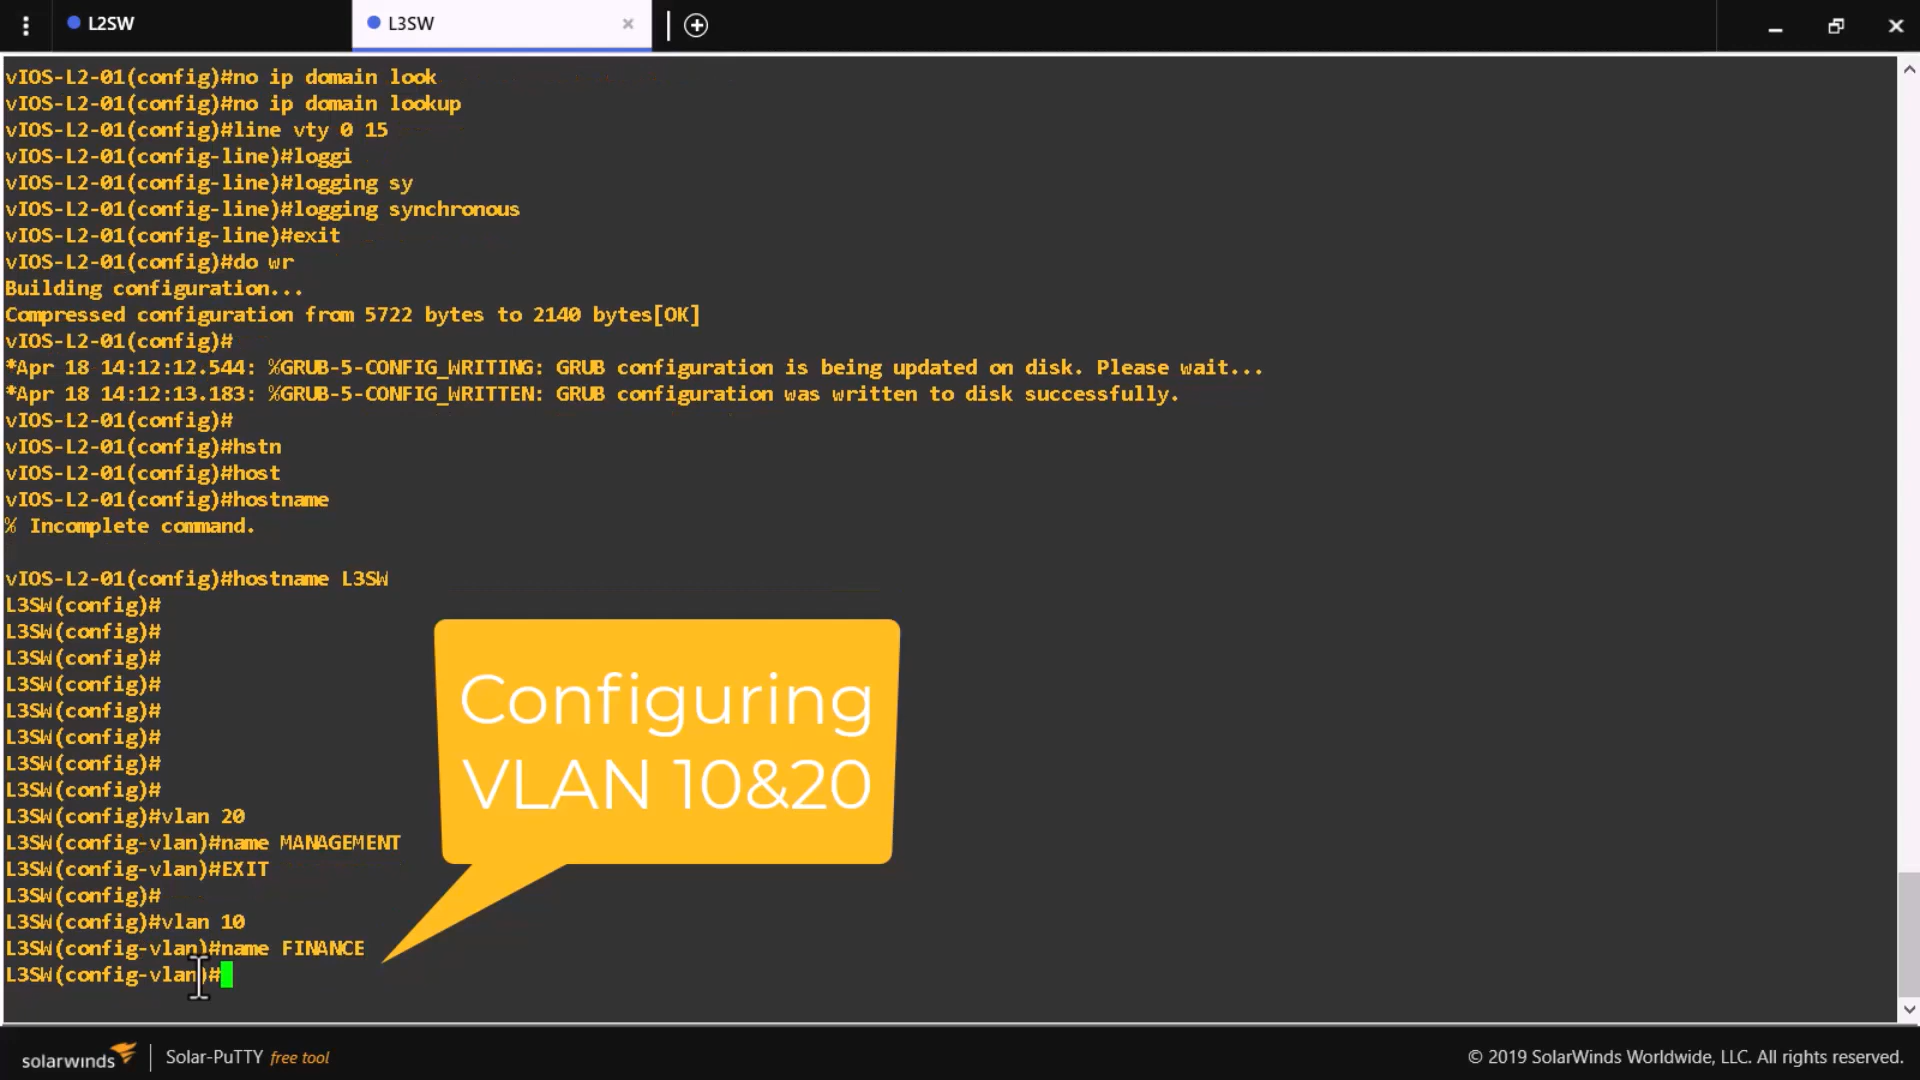 L2SW
L3SW
vIOS-L2-01(config)#no ip domain look
vIOS-L2-01(config)#no ip domain lookup
vIOS-L2-01(config)#line vty 0 15
vIOS-L2-01(config-line)#loggi
vIOS-L2-01(config-line)#logging sy
vIOS-L2-01(config-line)#logging synchronous
vIOS-L2-01(config-line)#exit
vIOS-L2-01(config)#do wr
Building configuration...
Compressed configuration from 5722 bytes to 2140 bytes[OK]
vIOS-L2-01(config)#
*Apr 18 14:12:12.544: %GRUB-5-CONFIG_WRITING: GRUB configuration is being updated on disk. Please wait...
*Apr 18 14:12:13.183: %GRUB-5-CONFIG_WRITTEN: GRUB configuration was written to disk successfully.
vIOS-L2-01(config)#
vIOS-L2-01(config)#hstn
vIOS-L2-01(config)#host
vIOS-L2-01(config)#hostname
% Incomplete command.
vIOS-L2-01(config)#hostname L3SW
L3SW(config)#
L3SW(config)#
L3SW(config)#
L3SW(config)#
L3SW(config)#
L3SW(config)#
L3SW(config)#
L3SW(config)#
L3SW(config)#vlan 20
L3SW(config-vlan)#name MANAGEMENT
L3SW(config-vlan)#EXIT
L3SW(config)#
L3SW(config)#vlan 10
L3SW(config-vlan)#name FINANCE
L3SW(config-vlan)#
Configuring
VLAN 10&20
solarwinds
Solar-PuTTY free tool
© 2019 SolarWinds Worldwide, LLC. All rights reserved.